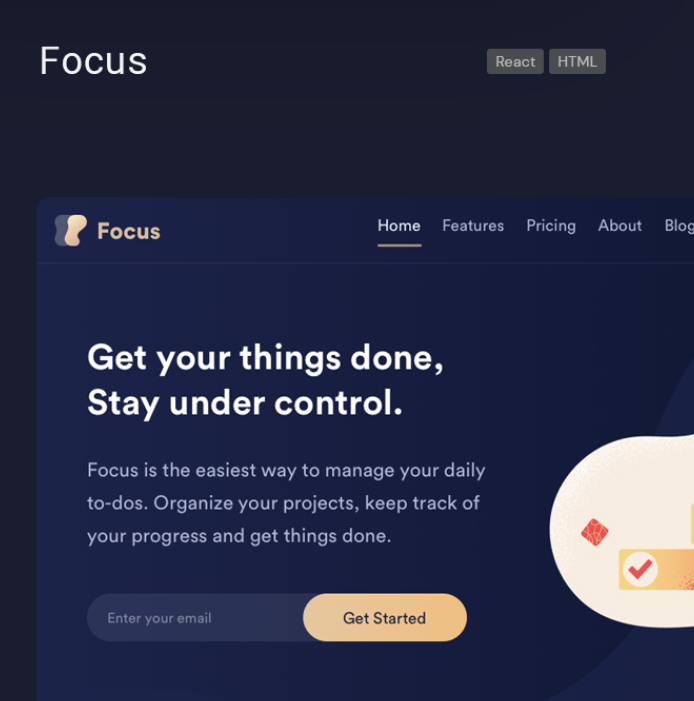 Focus
React HTML
Focus
Home Features Pricing About Blog
Get your things done,
Stay under control.
Focus is the easiest way to manage your daily
to-dos. Organize your projects, keep track of
your progress and get things done.
Enter your email Get Started